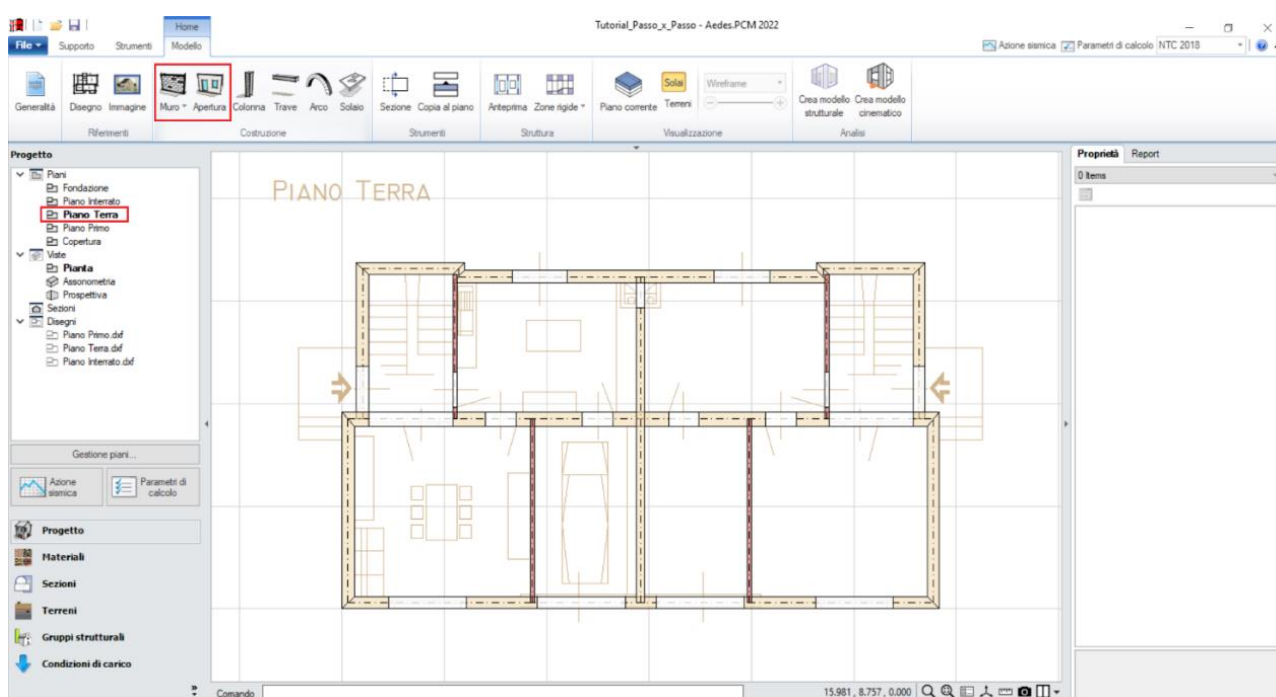 Home
Tutorial_Passo_x_Passo - Aedes.PCM 2022
File Supporto Strumenti Modello
Azione sismica Parametri di calcolo NTC 2018
Generalità Disegno Immagine Muro Apertura Colonna Trave Arco Solaio Sezione Copia al piano Anteprima Zone rigide Piano corrente Solai Terreni Wireframe Crea modello strutturale Crea modello cinematico
Riferimenti Costruzione Strumenti Struttura Visualizzazione Analisi
Progetto
Piani
Fondazione
Piano Interrato
Piano Terra
Piano Primo
Copertura
Viste
Pianta
Assonometria
Prospettiva
Sezioni
Disegni
Piano Primo.dxf
Piano Terra.dxf
Piano Interrato.dxf
Gestione piani...
Azione sismica
Parametri di calcolo
Progetto
Materiali
Sezioni
Terreni
Gruppi strutturali
Condizioni di carico
PIANO TERRA
Proprietà Report
0 Items
Comando
15.981 , 8.757 , 0.000